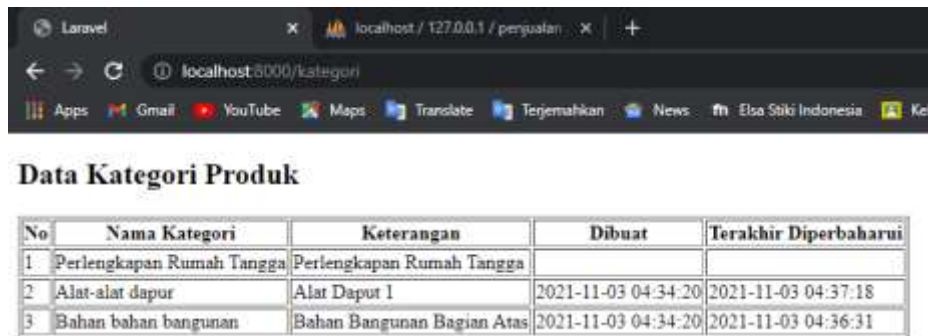 Laravel localhost / 127.0.0.1 / penjualan
localhost:8000/kategori
Apps Gmail YouTube Maps Translate Terjemahkan News Elsa Stiki Indonesia
Data Kategori Produk
No Nama Kategori Keterangan Dibuat Terakhir Diperbaharui
1 Perlengkapan Rumah Tangga Perlengkapan Rumah Tangga
2 Alat-alat dapur Alat Daput 1 2021-11-03 04:34:20 2021-11-03 04:37:18
3 Bahan bahan bangunan Bahan Bangunan Bagian Atas 2021-11-03 04:34:20 2021-11-03 04:36:31